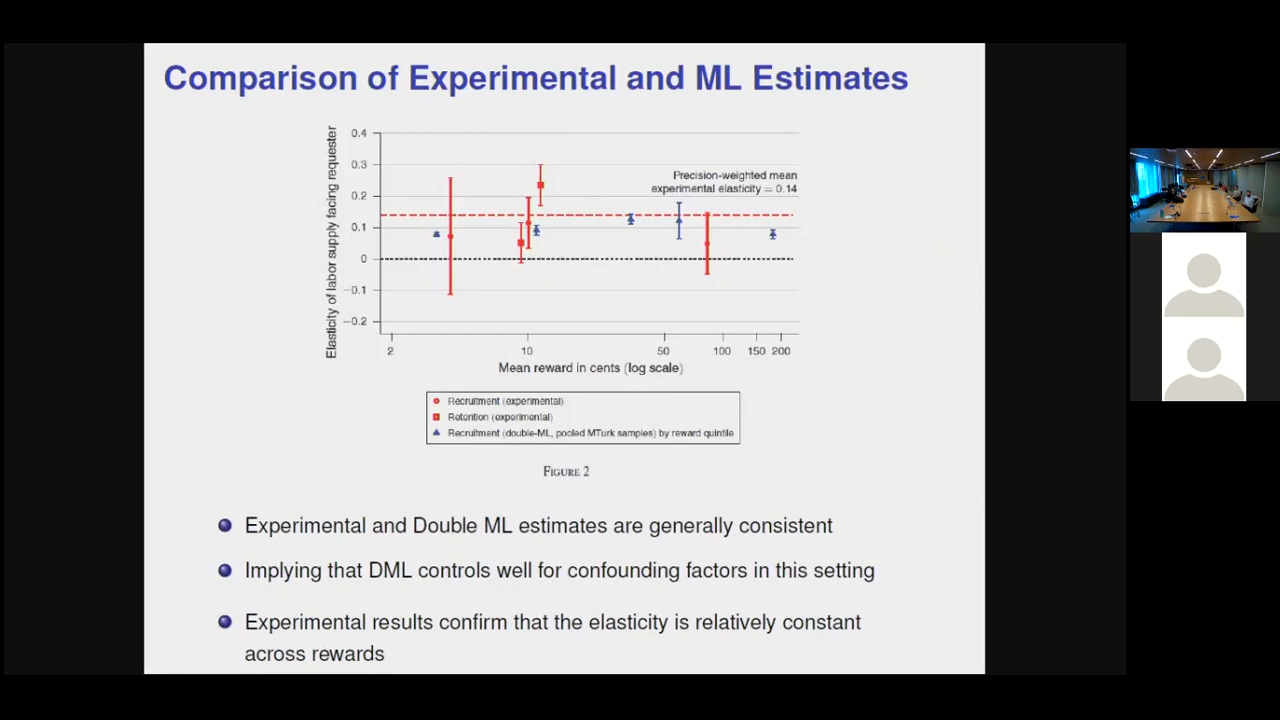 Comparison of Experimental and ML Estimates
Elasticity of labor supply facing requester
0.4
0.3
0.2
0.1
0
−0.1
−0.2
Precision-weighted mean
experimental elasticity = 0.14
2 10 50 100 150 200
Mean reward in cents (log scale)
Recruitment (experimental)
Retention (experimental)
Recruitment (double-ML, pooled MTurk samples) by reward quintile
FIGURE 2
Experimental and Double ML estimates are generally consistent
Implying that DML controls well for confounding factors in this setting
Experimental results confirm that the elasticity is relatively constant
across rewards